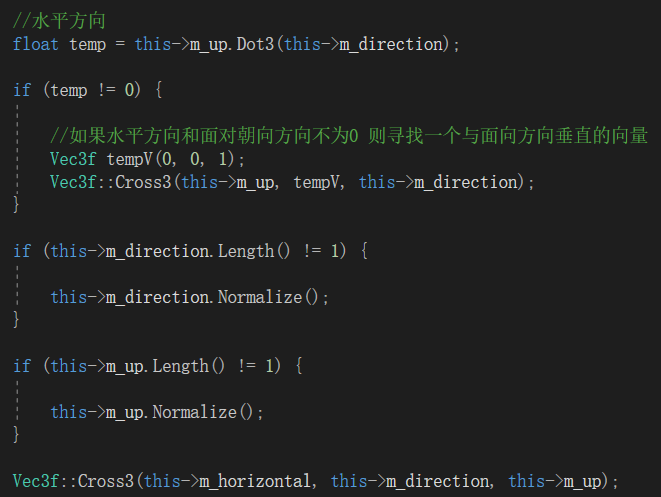 //水平方向
float temp = this->m_up.Dot3(this->m_direction);
if (temp != 0) {
//如果水平方向和面对朝向方向不为0 则寻找一个与面向方向垂直的向量
Vec3f tempV(0, 0, 1);
Vec3f::Cross3(this->m_up, tempV, this->m_direction);
}
if (this->m_direction.Length() != 1) {
this->m_direction.Normalize();
}
if (this->m_up.Length() != 1) {
this->m_up.Normalize();
}
Vec3f::Cross3(this->m_horizontal, this->m_direction, this->m_up);